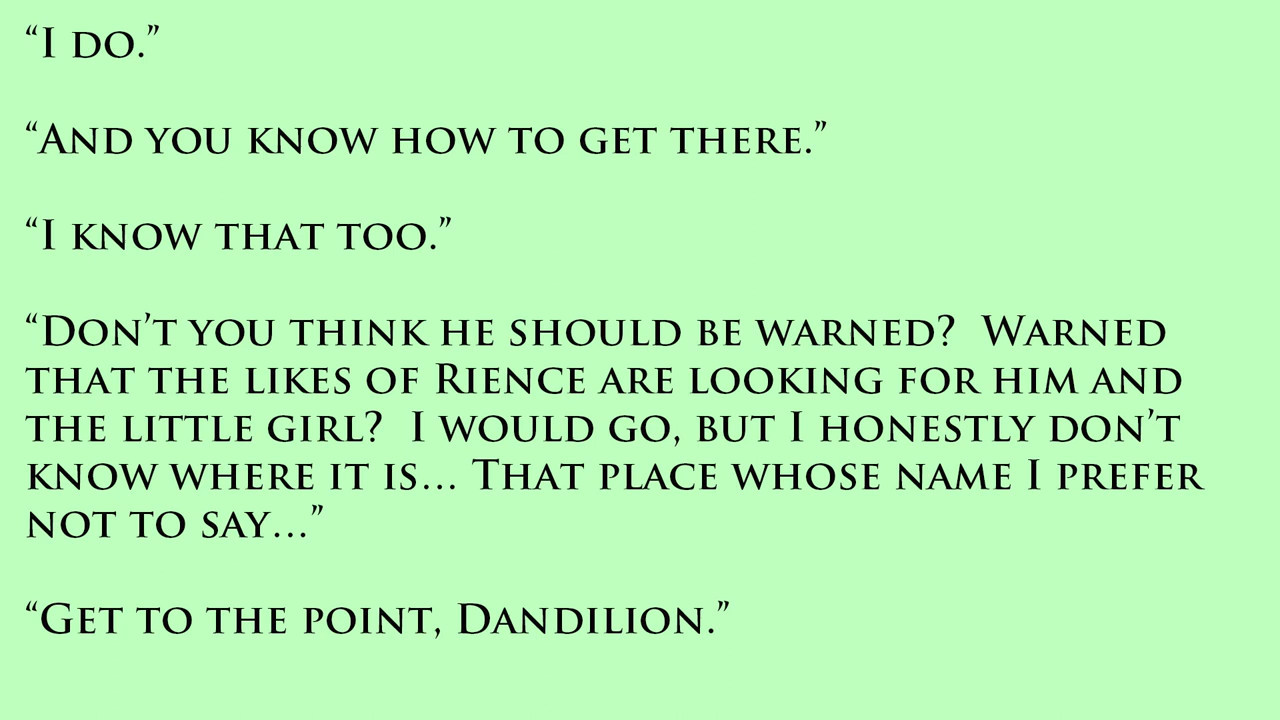 “I do.”
“And you know how to get there.”
“I know that too.”
“Don’t you think he should be warned?  Warned
that the likes of Rience are looking for him and
the little girl?  I would go, but I honestly don’t
know where it is… That place whose name I prefer
not to say…”
“Get to the point, Dandilion.”